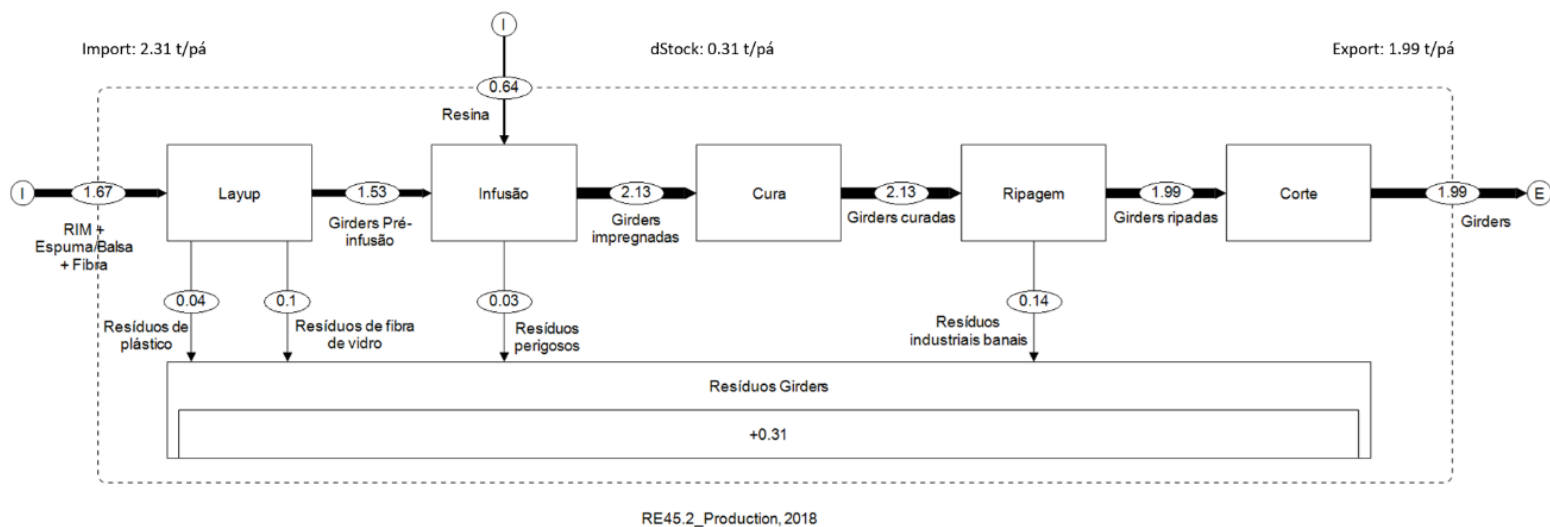 I
Import: 2.31 t/pá
dStock: 0.31 t/pá
Export: 1.99 t/pá
0.64
Resina
I
1.67
RIM +
Espuma/Balsa
+ Fibra
Layup
1.53
Girders Pré-
infusão
Infusão
2.13
Girders
impregnadas
Cura
2.13
Girders curadas
Ripagem
1.99
Girders ripadas
Corte
1.99
Girders
E
0.04
Resíduos de
plástico
0.1
Resíduos de fibra
de vidro
0.03
Resíduos
perigosos
0.14
Resíduos
industriais banais
Resíduos Girders
+0.31
RE45.2_Production, 2018